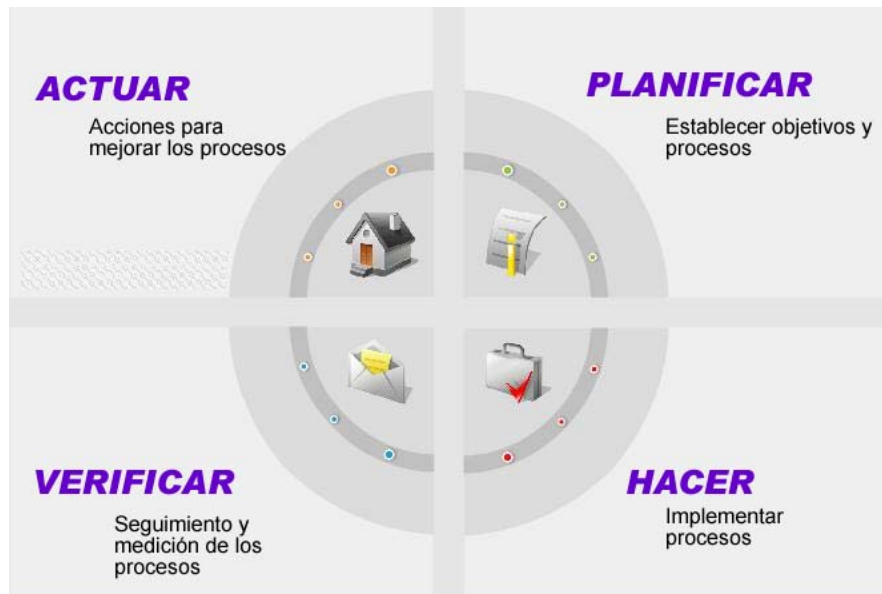 ACTUAR
Acciones para
mejorar los procesos
PLANIFICAR
Establecer objetivos y
procesos
VERIFICAR
Seguimiento y
medición de los
procesos
HACER
Implementar
procesos